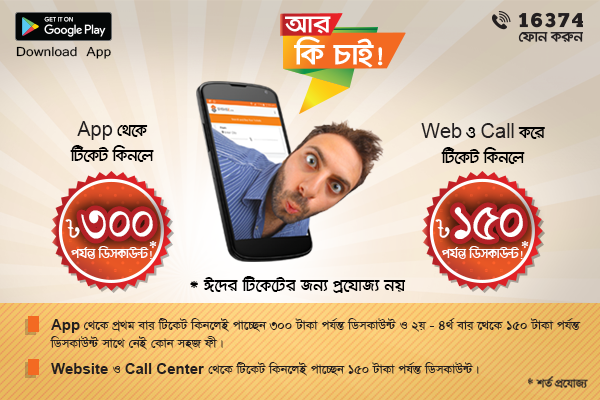 GET IT ON
Google Play
Download App
আর
কি চাই!
16374
ফোন করুন
App থেকে
টিকেট কিনলে
৳৩০০
পর্যন্ত ডিসকাউন্ট!*
Web ও Call করে
টিকেট কিনলে
৳১৫০
পর্যন্ত ডিসকাউন্ট!*
* ঈদের টিকেটের জন্য প্রযোজ্য নয়
App থেকে প্রথম বার টিকেট কিনলেই পাচ্ছেন ৩০০ টাকা পর্যন্ত ডিসকাউন্ট ও ২য় - ৪র্থ বার থেকে ১৫০ টাকা পর্যন্ত
ডিসকাউন্ট সাথে নেই কোন সহজ ফী।
Website ও Call Center থেকে টিকেট কিনলেই পাচ্ছেন ১৫০ টাকা পর্যন্ত ডিসকাউন্ট।
* শর্ত প্রযোজ্য